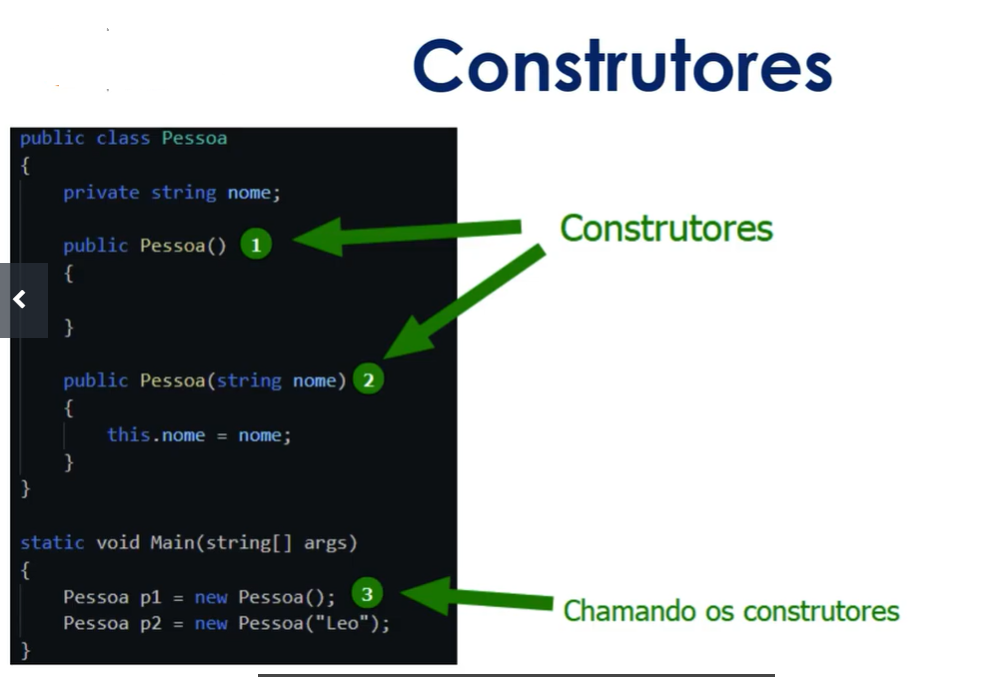 Construtores
public class Pessoa
{
private string nome;
public Pessoa() 1
{
}
public Pessoa(string nome) 2
{
this.nome = nome;
}
}
static void Main(string[] args)
{
Pessoa p1 = new Pessoa(); 3
Pessoa p2 = new Pessoa("Leo");
}
Construtores
Chamando os construtores